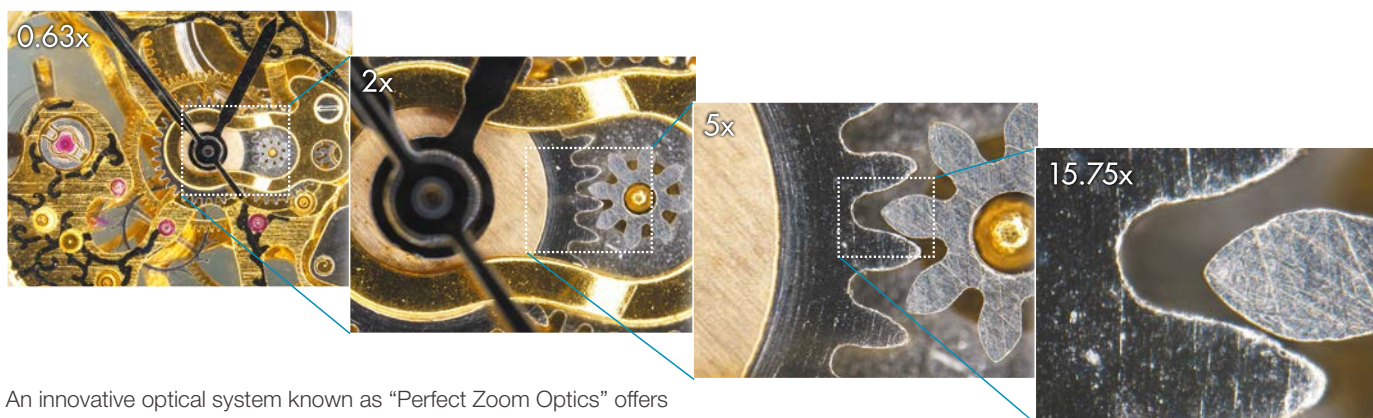 0.63x
2x
5x
15.75x
An innovative optical system known as “Perfect Zoom Optics” offers